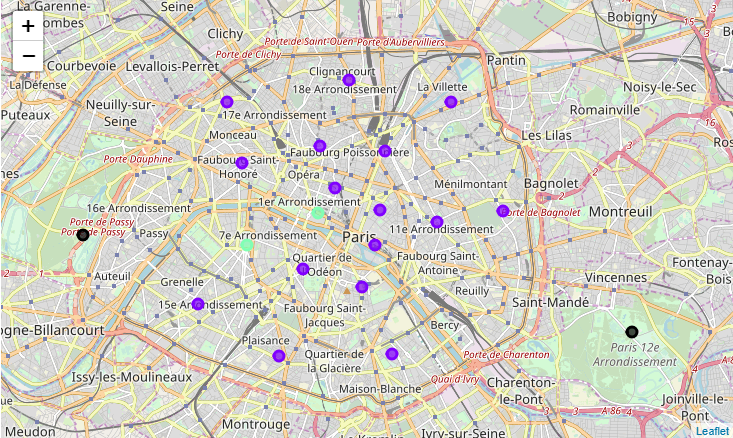 La Garenne-
Colombes
Seine
Bobigny
+
−
Clichy
Porte de Saint-Ouen
Porte d'Aubervilliers
Porte de Clichy
Courbevoie
Levallois-Perret
Pantin
La Défense
Clignancourt
18e Arrondissement
La Villette
Noisy-le-Sec
Puteaux
Neuilly-sur-
Seine
17e Arrondissement
Romainville
Monceau
Les Lilas
Porte Dauphine
Faubourg Saint-
Honoré
Faubourg Poissonnière
Opéra
Ménilmontant
Bagnolet
16e Arrondissement
1er Arrondissement
Porte de Bagnolet
Montreuil
Porte de Passy
Porte de Passy
Passy
7e Arrondissement
Paris
11e Arrondissement
Auteuil
Quartier de
l'Odéon
Faubourg Saint-
Antoine
Fontenay-
Bois
Grenelle
Reuilly
Vincennes
15e Arrondissement
Saint-Mandé
Faubourg Saint-
Jacques
Bercy
ogne-Billancourt
Plaisance
Quartier de
la Glacière
Porte de Charenton
Paris 12e
Arrondissement
Issy-les-Moulineaux
Quai d'Ivry
Maison-Blanche
Charenton-
le-Pont
A 86
4
Joinville-le-
Pont
Montrouge
Meudon
Ivry-sur-Seine
Leaflet